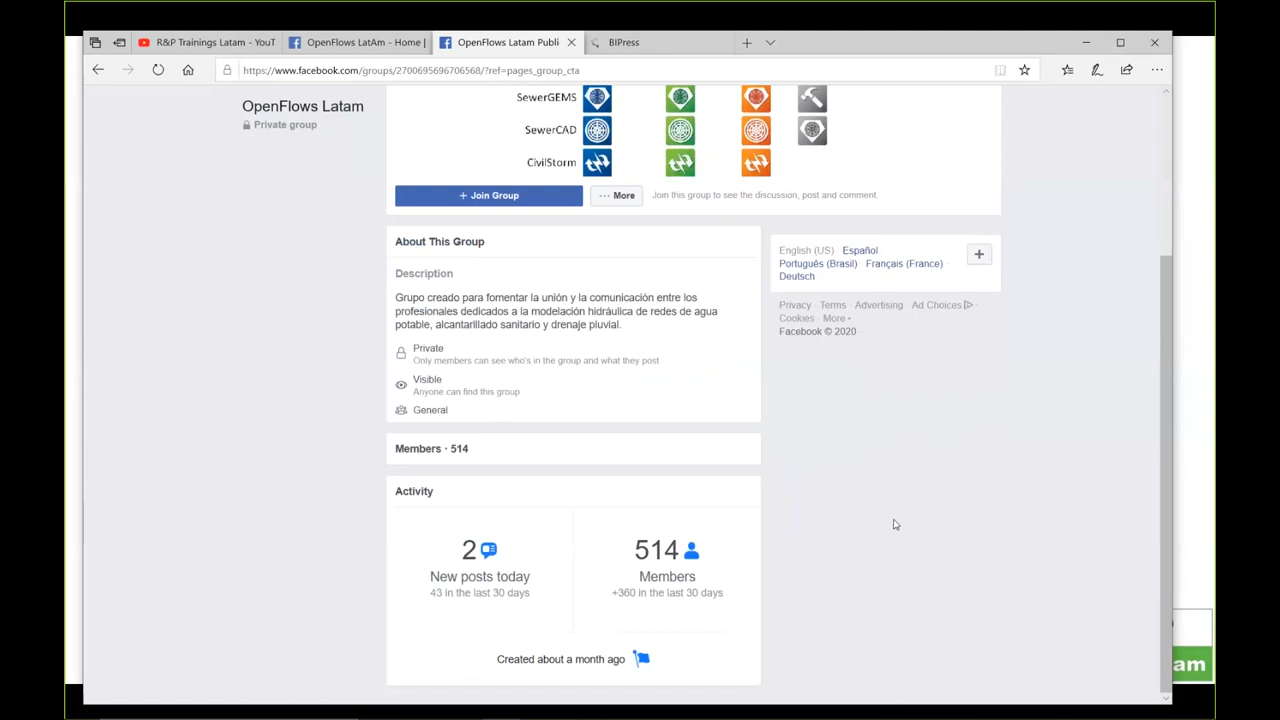 R&P Trainings Latam - YouT
OpenFlows LatAm - Home |
OpenFlows Latam Publi
BIPress
https://www.facebook.com/groups/2700695696706568/?ref=pages_group_cta
OpenFlows Latam
Private group
SewerGEMS
SewerCAD
CivilStorm
+ Join Group
··· More
Join this group to see the discussion, post and comment.
About This Group
Description
Grupo creado para fomentar la unión y la comunicación entre los
profesionales dedicados a la modelación hidráulica de redes de agua
potable, alcantarillado sanitario y drenaje pluvial.
Private
Only members can see who's in the group and what they post
Visible
Anyone can find this group
General
Members · 514
Activity
2
New posts today
43 in the last 30 days
514
Members
+360 in the last 30 days
Created about a month ago
English (US) · Español ·
Português (Brasil) · Français (France) ·
Deutsch
Privacy · Terms · Advertising · Ad Choices ·
Cookies · More
Facebook © 2020
am